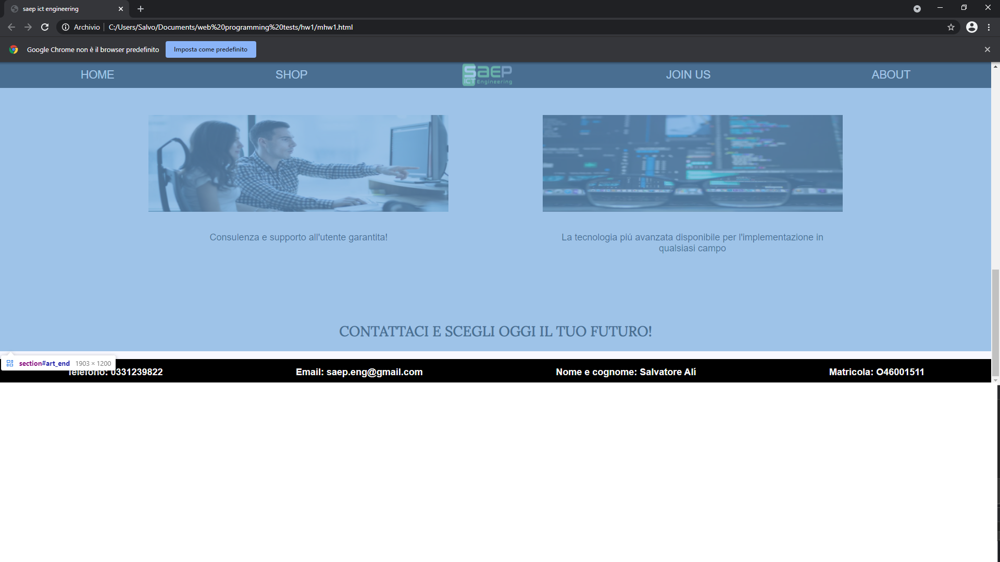 saep ict engineering
Archivio C:/Users/Salvo/Documents/web%20programming%20tests/hw1/mhw1.html
Google Chrome non è il browser predefinito Imposta come predefinito
HOME SHOP saep ICT Engineering JOIN US ABOUT
Consulenza e supporto all'utente garantita!
La tecnologia piú avanzata disponibile per l'implementazione in
qualsiasi campo
CONTATTACI E SCEGLI OGGI IL TUO FUTURO!
section#art_end 1903 × 1200
Telefono: 0331239822 Email: saep.eng@gmail.com Nome e cognome: Salvatore Alí Matricola: O46001511